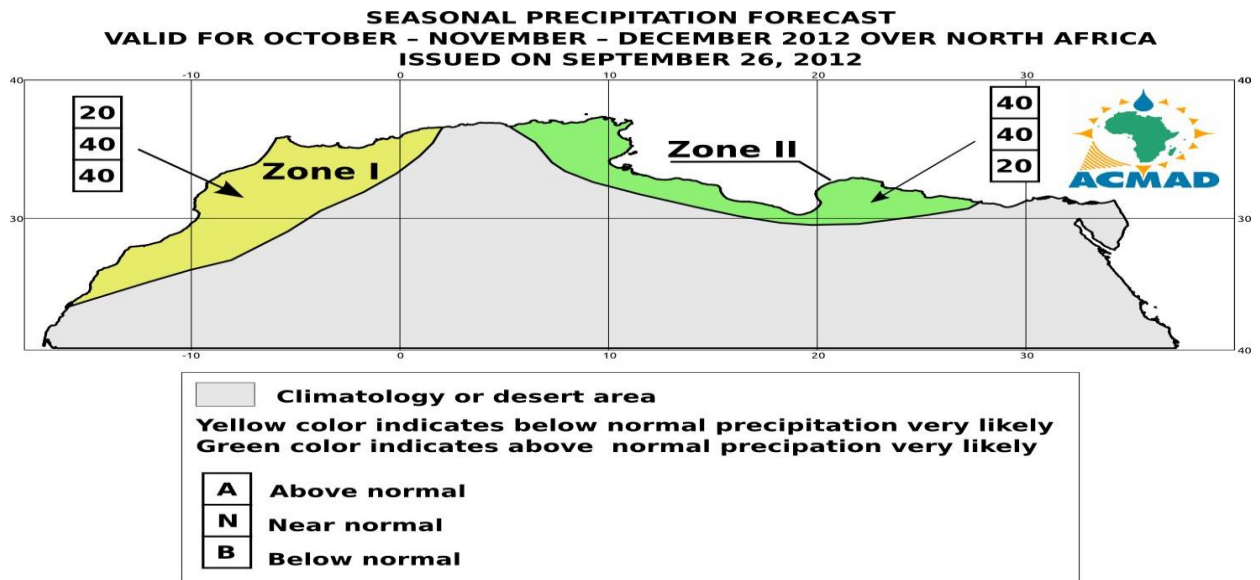 SEASONAL PRECIPITATION FORECAST
VALID FOR OCTOBER – NOVEMBER – DECEMBER 2012 OVER NORTH AFRICA
ISSUED ON SEPTEMBER 26, 2012
-10 0 10 20 30
40 40
20
40
40
Zone I
Zone II
40
40
20
ACMAD
30 30
40
-10 0 10 20 30
Climatology or desert area
Yellow color indicates below normal precipitation very likely
Green color indicates above normal precipation very likely
A Above normal
N Near normal
B Below normal